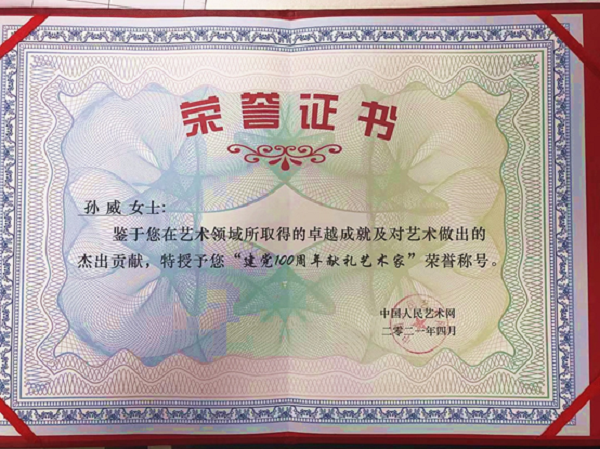 荣誉证书
孙威 女士:
鉴于您在艺术领域所取得的卓越成就及对艺术做出的
杰出贡献，特授予您“建党100周年献礼艺术家”荣誉称号。
中国人民艺术网
二零二一年四月